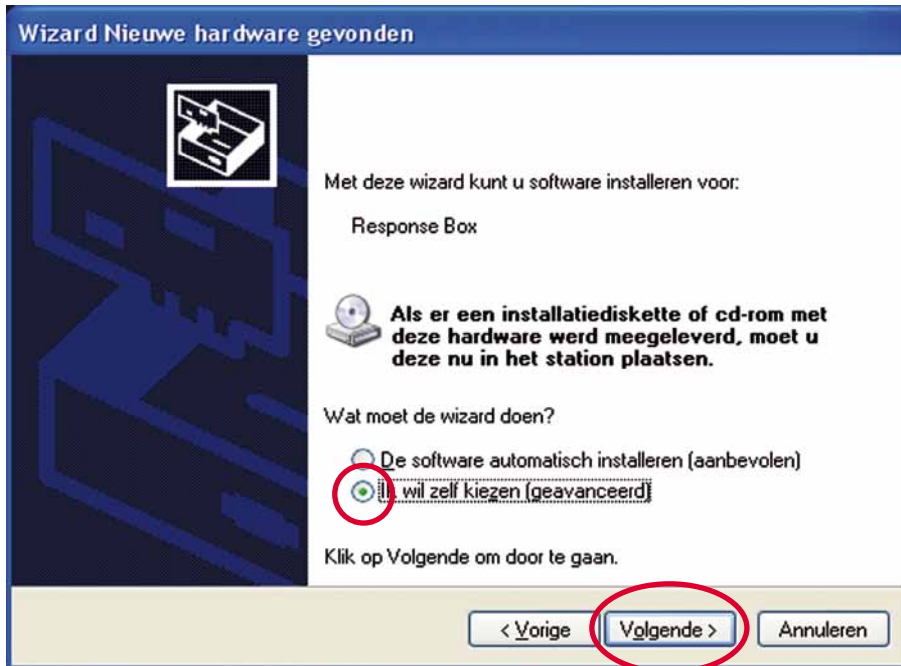 Wizard Nieuwe hardware gevonden
Met deze wizard kunt u software installeren voor:
Response Box
Als er een installatiediskette of cd-rom met
deze hardware werd meegeleverd, moet u
deze nu in het station plaatsen.
Wat moet de wizard doen?
De software automatisch installeren (aanbevolen)
Ik wil zelf kiezen (geavanceerd)
Klik op Volgende om door te gaan.
< Vorige Volgende > Annuleren